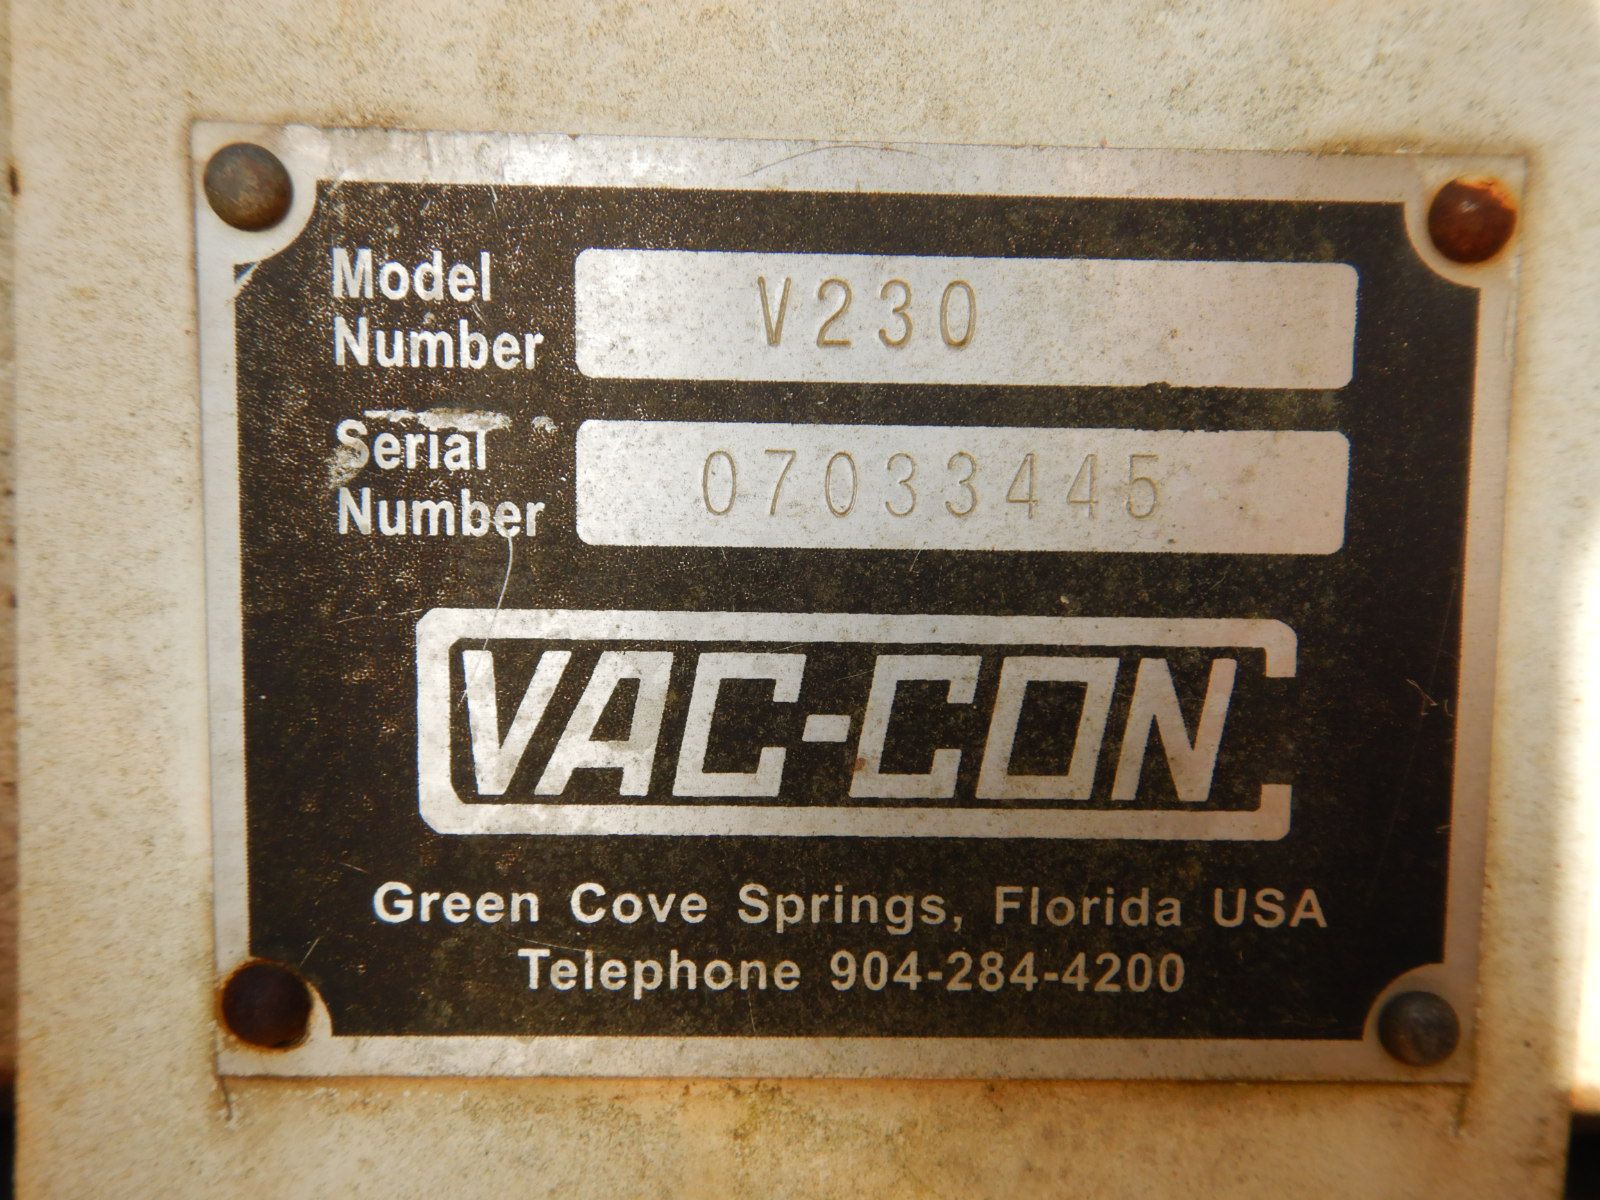 Model
Number
V230
Serial
Number
07033445
VAC-CON
Green Cove Springs, Florida USA
Telephone 904-284-4200